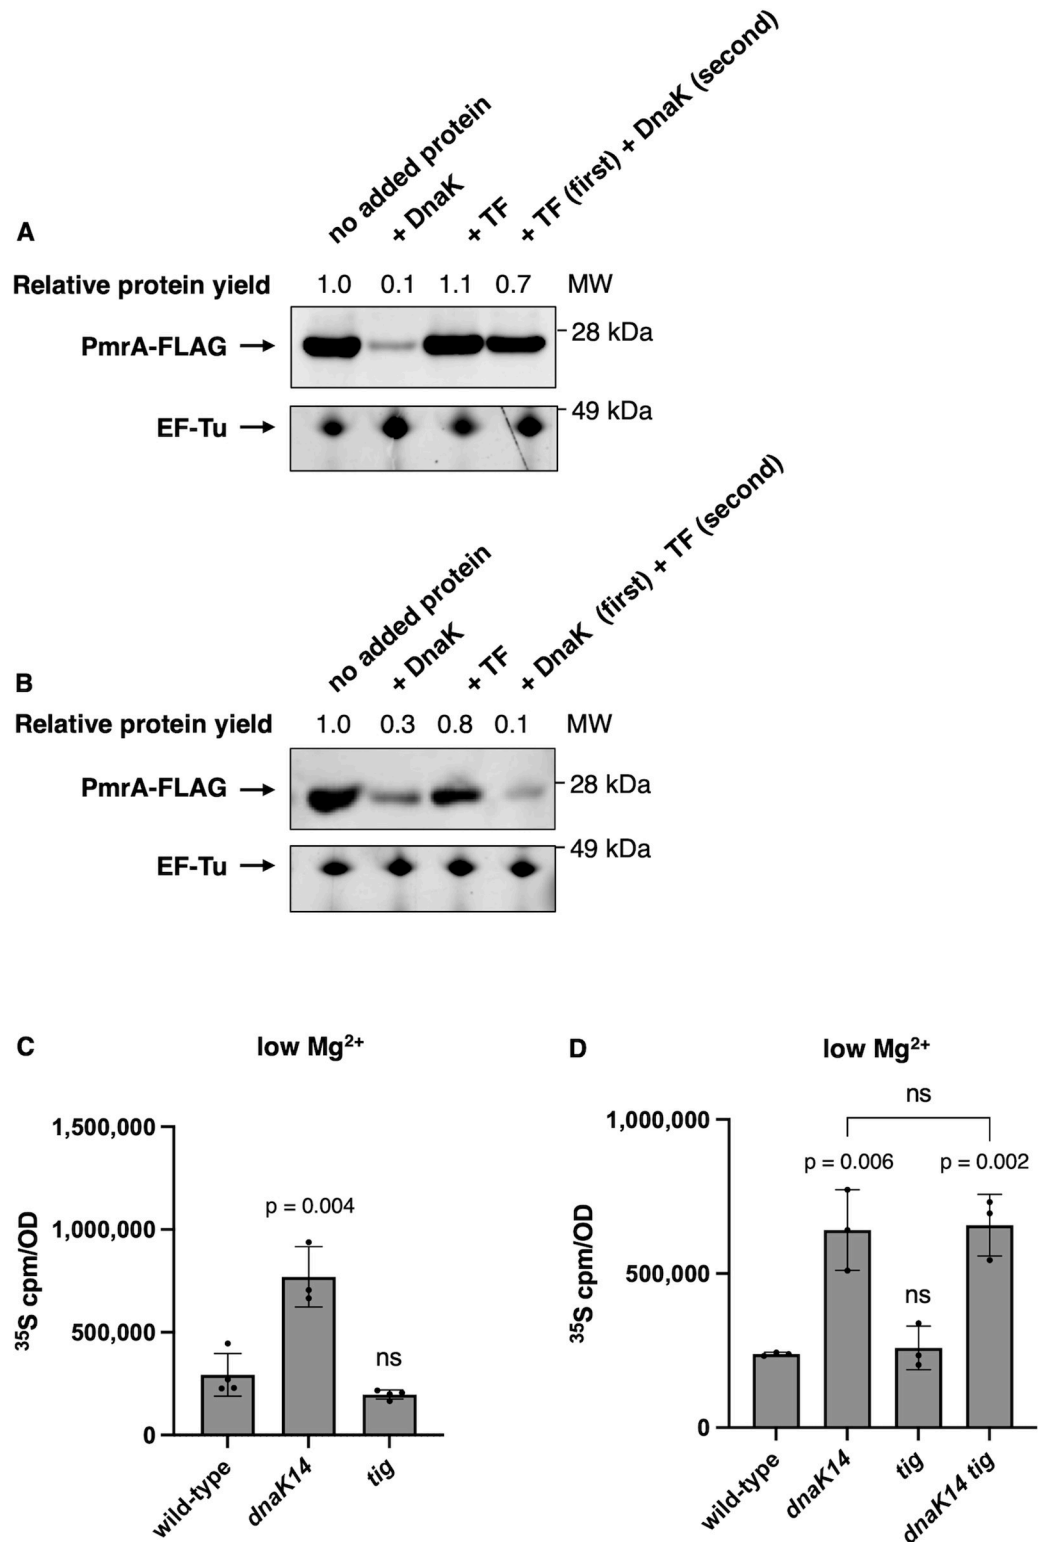 A
no added protein
+ DnaK
+ TF
+ TF (first) + DnaK (second)
Relative protein yield 1.0 0.1 1.1 0.7 MW
PmrA-FLAG → 28 kDa
EF-Tu → 49 kDa
B
no added protein
+ DnaK
+ TF
+ DnaK (first) + TF (second)
Relative protein yield 1.0 0.3 0.8 0.1 MW
PmrA-FLAG → 28 kDa
EF-Tu → 49 kDa
C
low Mg²⁺
³⁵S cpm/OD
1,500,000
1,000,000
500,000
0
p = 0.004
ns
wild-type
dnaK14
tig
D
low Mg²⁺
³⁵S cpm/OD
1,000,000
500,000
0
ns
p = 0.006
p = 0.002
ns
wild-type
dnaK14
tig
dnaK14 tig